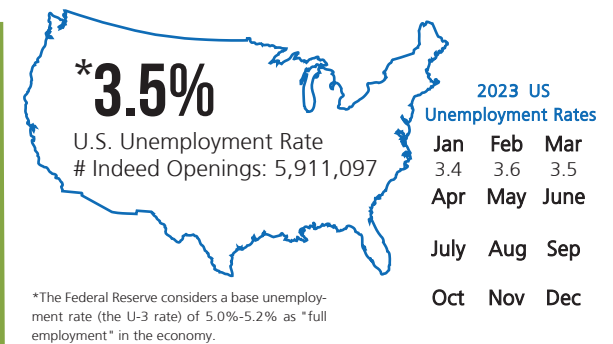 *3.5%
U.S. Unemployment Rate
# Indeed Openings: 5,911,097
*The Federal Reserve considers a base unemploy-
ment rate (the U-3 rate) of 5.0%-5.2% as "full
employment" in the economy.
2023 US
Unemployment Rates
Jan Feb Mar
3.4 3.6 3.5
Apr May June
July Aug Sep
Oct Nov Dec